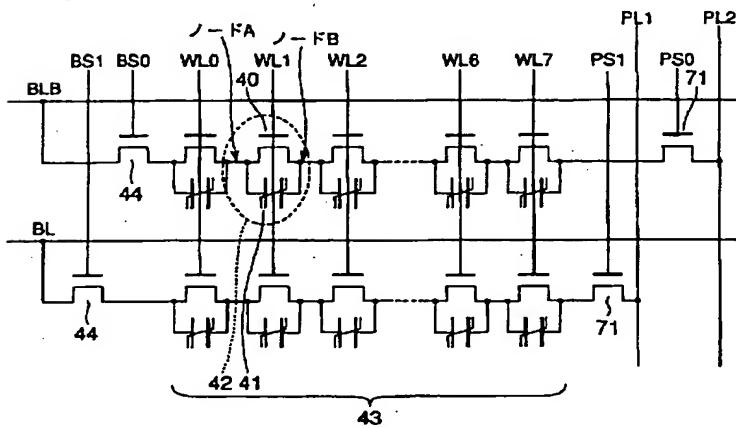 ノードA ノードB PL1 PL2
BS1 BS0 WL0 WL1 WL2 WL6 WL7 PS1 PS0
40 71
BLB
44
BL
44 71
42 41
43